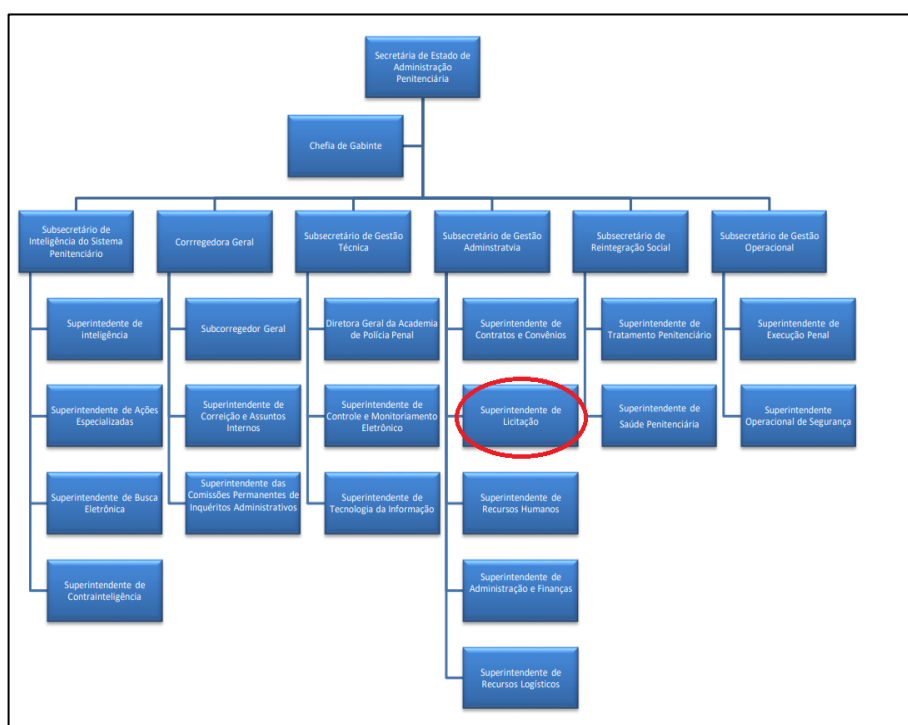 Secretária de Estado de
Administração
Penitenciária
Chefia de Gabinte
Subsecretário de
Inteligência do Sistema
Penitenciário
Corrregedora Geral
Subsecretário de Gestão
Técnica
Subsecretário de Gestão
Adminstratvia
Subsecretário de
Reintegração Social
Subsecretário de Gestão
Operacional
Superintedente de
inteligência
Subcorregedor Geral
Diretora Geral da Academia
de Polícia Penal
Superintendente de
Contratos e Convênios
Superintendente de
Tratamento Penitenciário
Superintendente de
Execução Penal
Superintendente de Ações
Especializadas
Superintendente de
Correição e Assuntos
Internos
Superintendente de
Controle e Monitoriamento
Eletrônico
Superintendente de
Licitação
Superintendente de
Saúde Penitenciária
Superintendente
Operacional de Segurança
Superintendente de Busca
Eletrônica
Superintendente das
Comissões Permanentes de
Inquéritos Administrativos
Superintendente de
Tecnologia da Informação
Superintendente de
Recursos Humanos
Superintendente de
Contrainteligência
Superintendente de
Administração e Finanças
Superintendente de
Recursos Logísticos